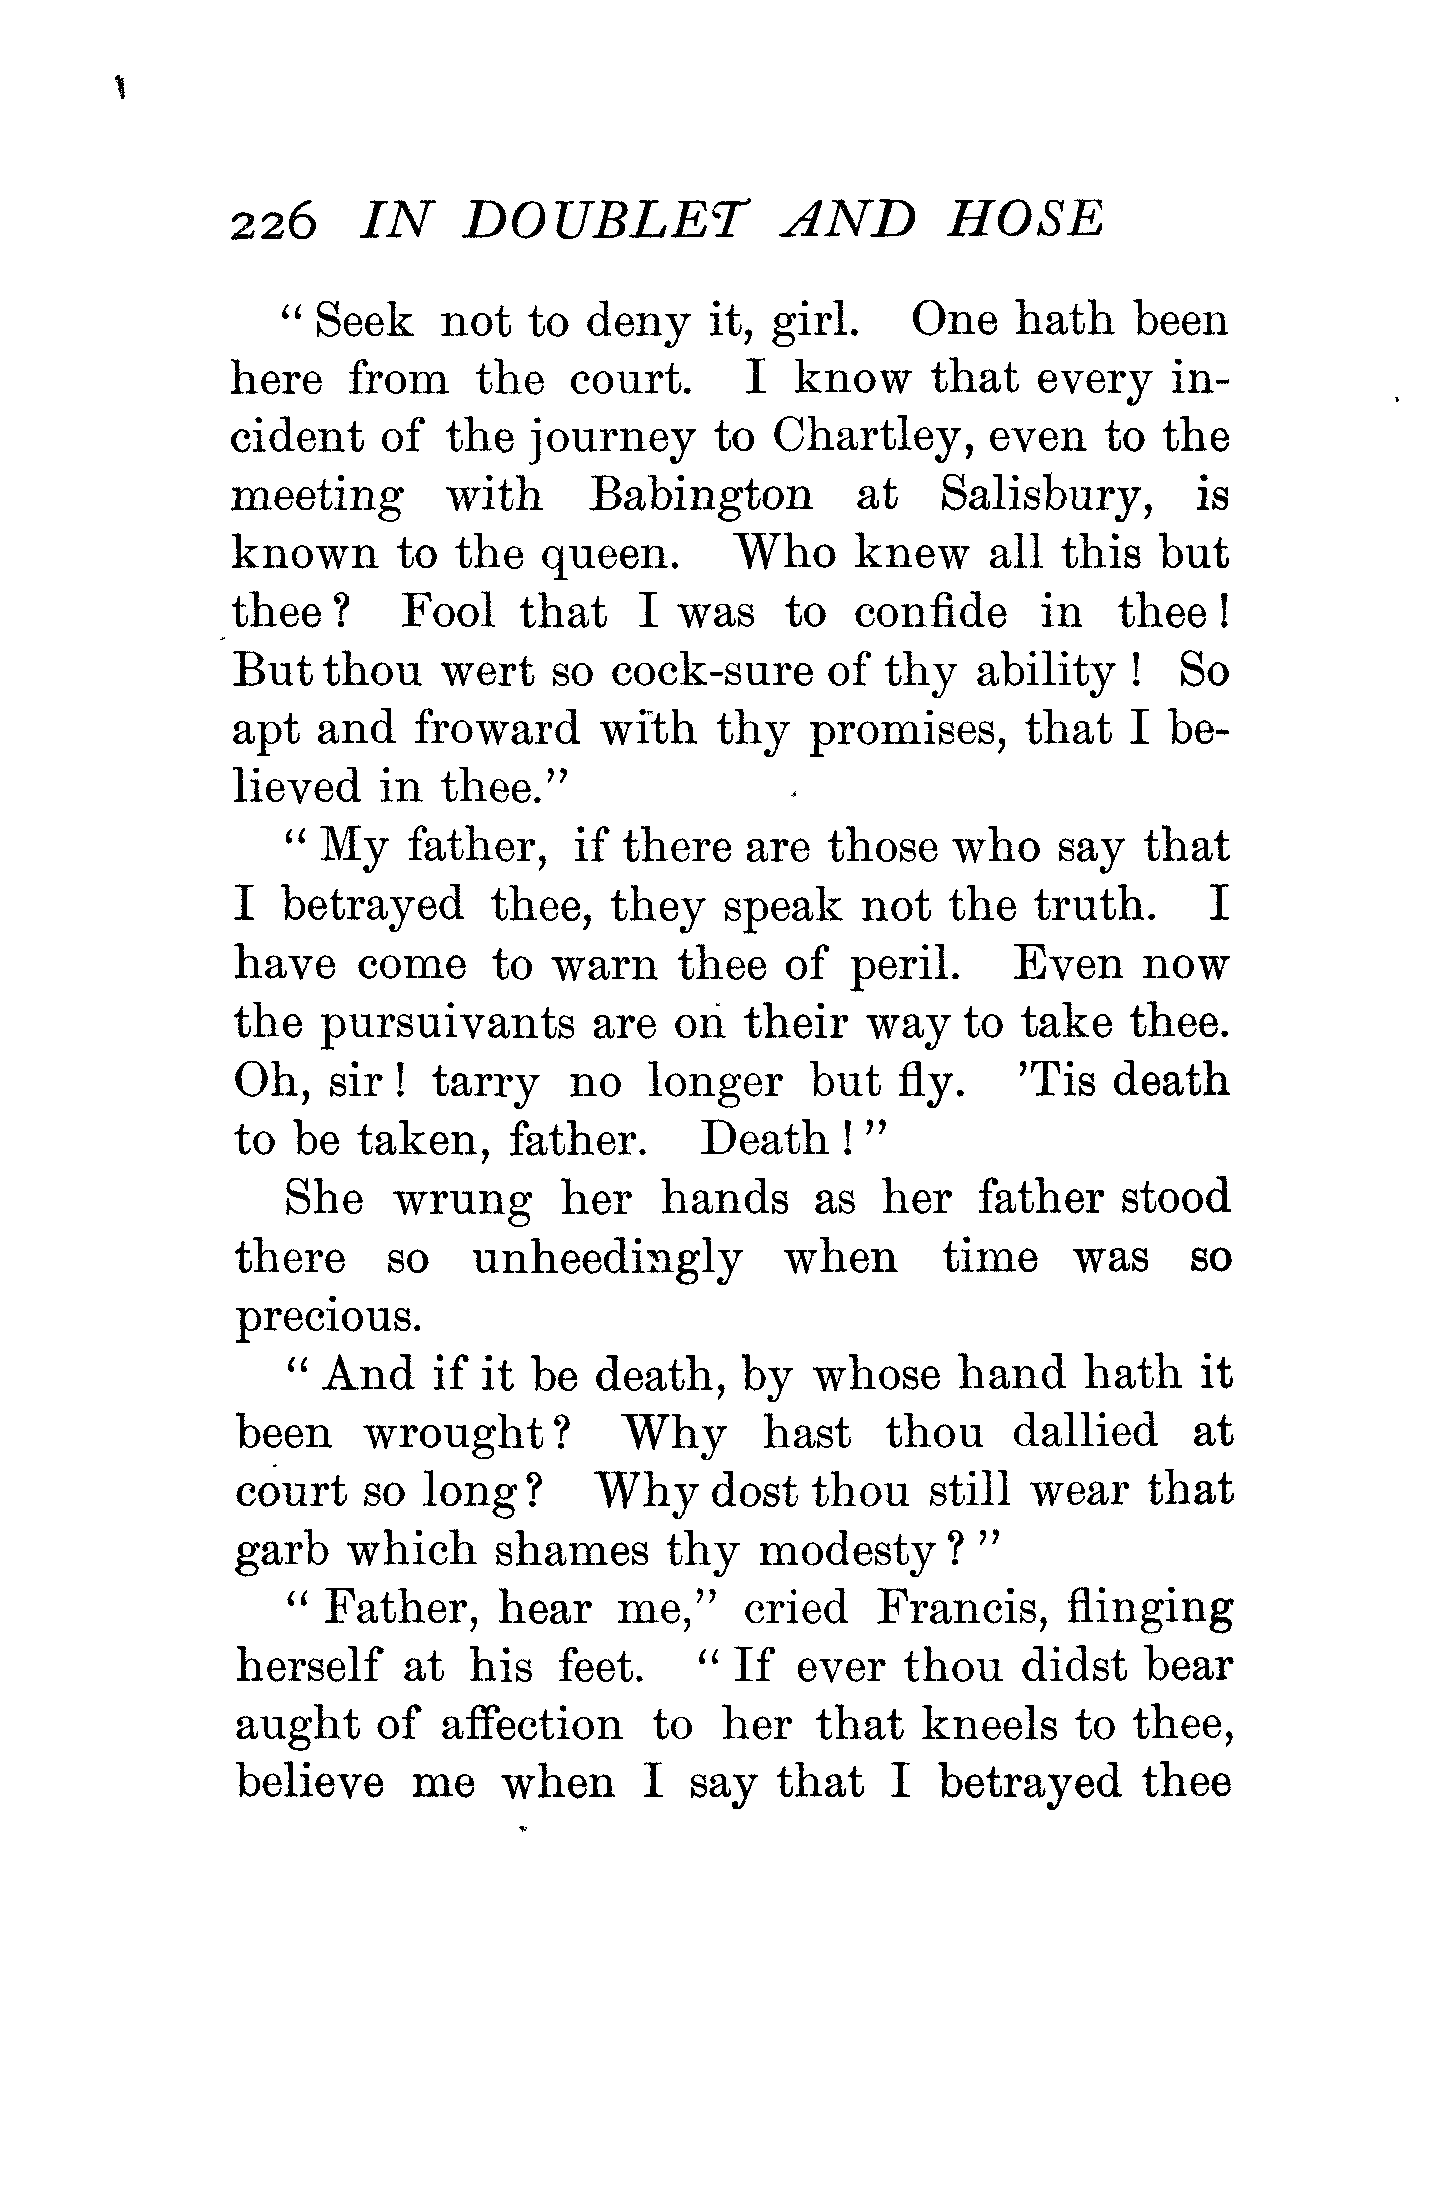 226 IN DOUBLET AND HOSE
“ Seek not to deny it, girl. One hath been
here from the court. I know that every in-
cident of the journey to Chartley, even to the
meeting with Babington at Salisbury, is
known to the queen. Who knew all this but
thee ? Fool that I was to confide in thee !
But thou wert so cock-sure of thy ability ! So
apt and froward with thy promises, that I be-
lieved in thee.”
“ My father, if there are those who say that
I betrayed thee, they speak not the truth. I
have come to warn thee of peril. Even now
the pursuivants are on their way to take thee.
Oh, sir ! tarry no longer but fly. ’Tis death
to be taken, father. Death ! ”
She wrung her hands as her father stood
there so unheedingly when time was so
precious.
“ And if it be death, by whose hand hath it
been wrought ? Why hast thou dallied at
court so long ? Why dost thou still wear that
garb which shames thy modesty ? ”
“ Father, hear me,” cried Francis, flinging
herself at his feet. “ If ever thou didst bear
aught of affection to her that kneels to thee,
believe me when I say that I betrayed thee